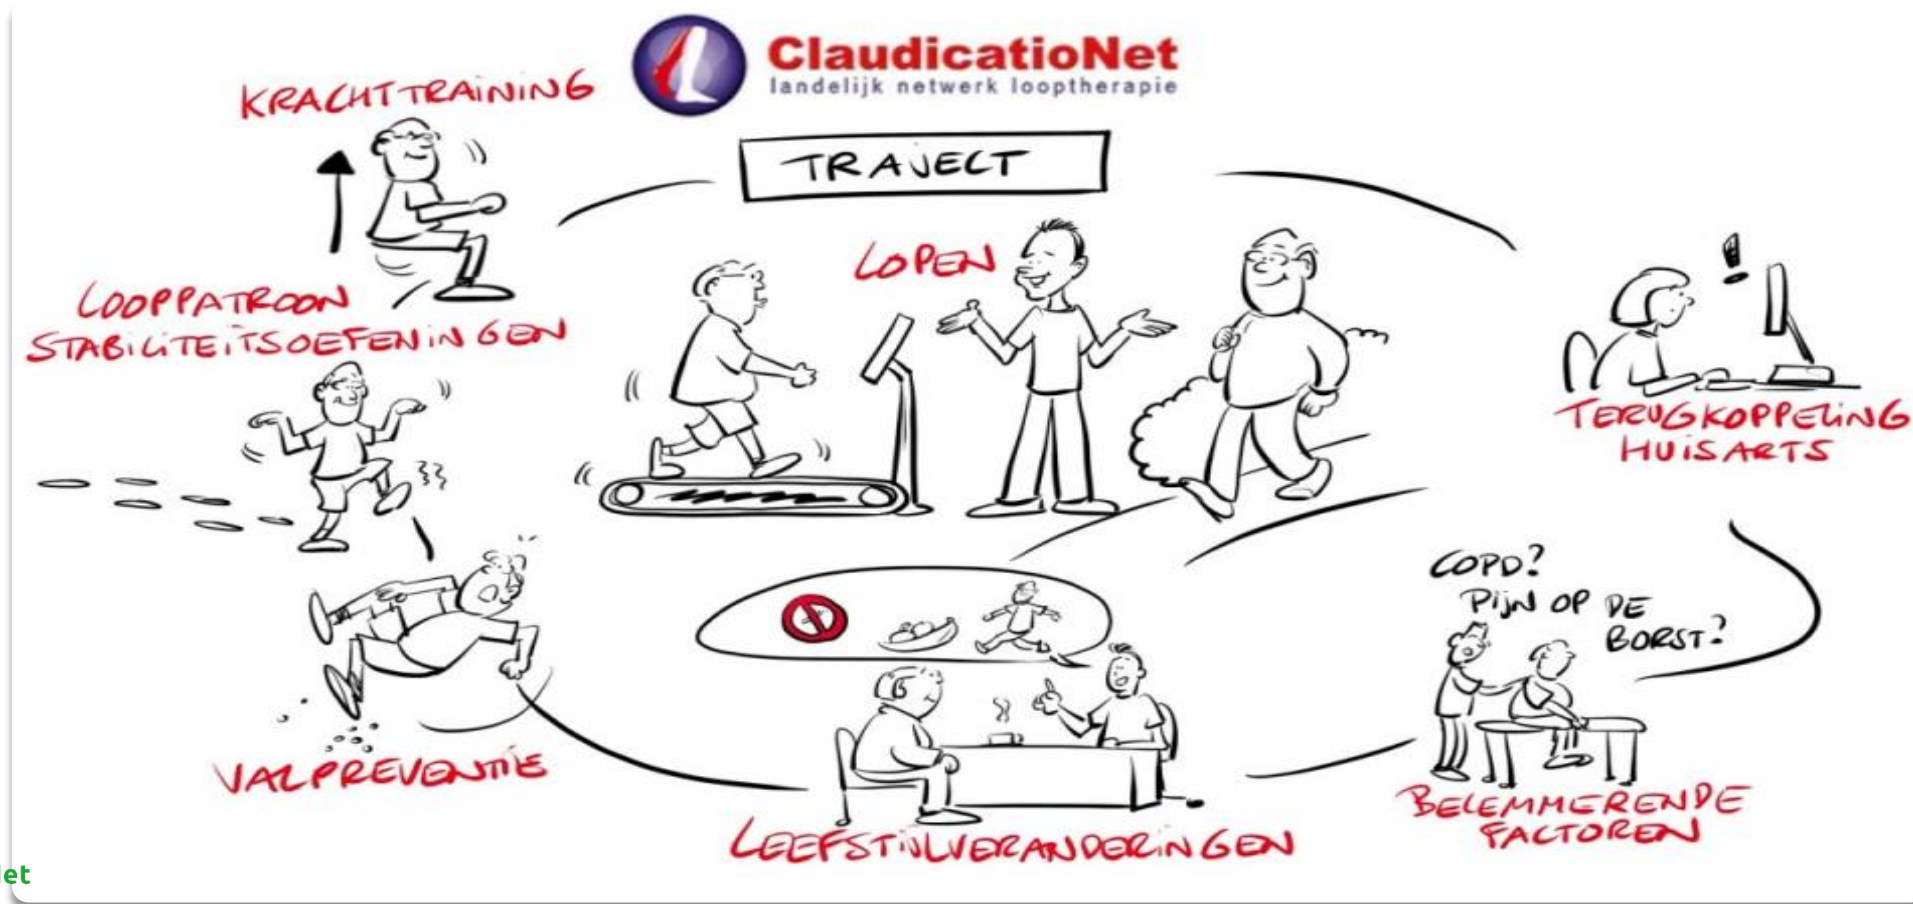 ClaudicatioNet
landelijk netwerk looptherapie
KRACHTTRAINING
TRAJECT
LOPEN
LOOPPATROON
STABILITEITSOEFENINGEN
TERUGKOPPELING
HUISARTS
COPD?
PIJN OP DE
BORST?
VALPREVENTIE
LEEFSTIJLVERANDERINGEN
BELEMMERENDE
FACTOREN
et